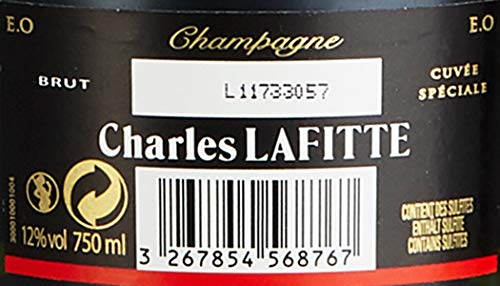 E.O
E.O
Champagne
BRUT
L11733057
CUVÉE
SPÉCIALE
Charles LAFITTE
300010001004
12%vol 750 ml
3 267854 568767
CONTIENT DES SULFITES
ENTHÄLT SULFITE
CONTAINS SULFITES